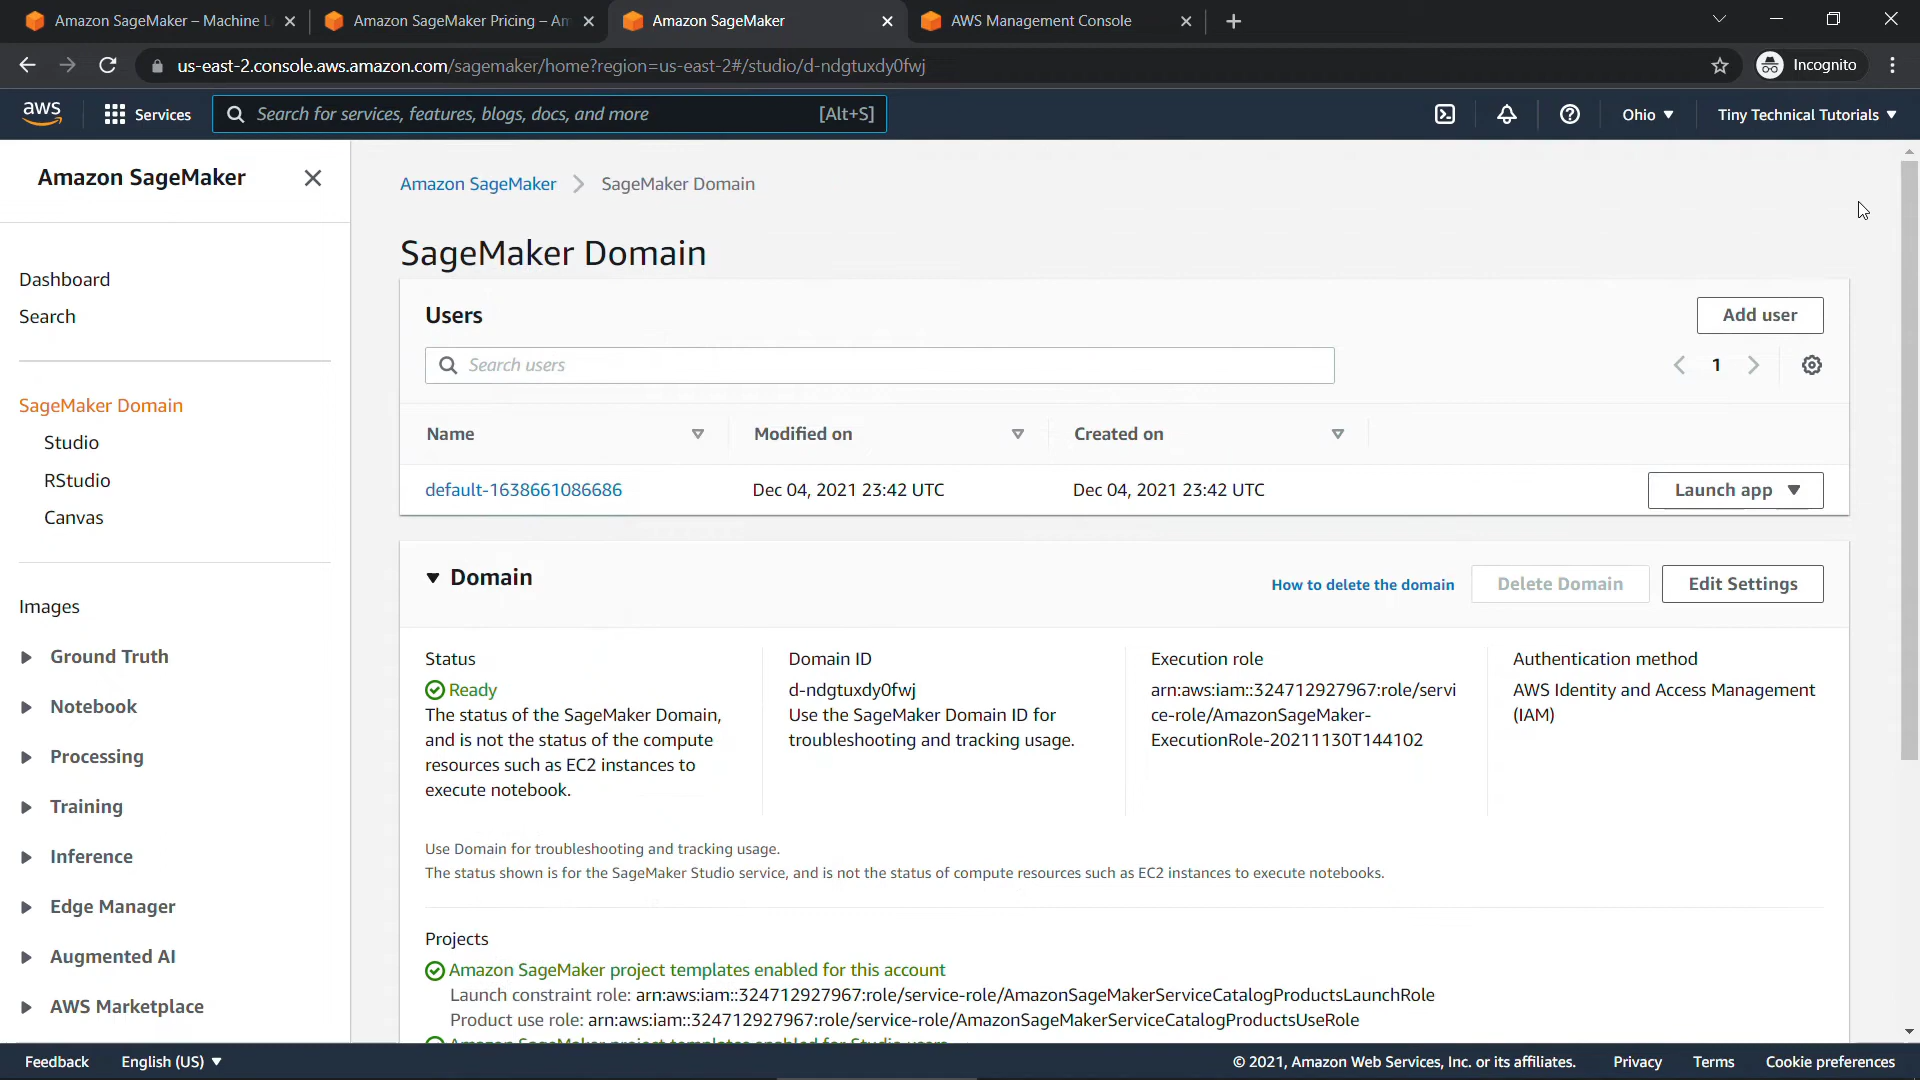 Amazon SageMaker – Machine L
Amazon SageMaker Pricing – Am
Amazon SageMaker
AWS Management Console
us-east-2.console.aws.amazon.com/sagemaker/home?region=us-east-2#/studio/d-ndgtuxdy0fwj
Incognito
aws
Services
Search for services, features, blogs, docs, and more
[Alt+S]
Ohio
Tiny Technical Tutorials
Amazon SageMaker
Dashboard
Search
SageMaker Domain
Studio
RStudio
Canvas
Images
Ground Truth
Notebook
Processing
Training
Inference
Edge Manager
Augmented AI
AWS Marketplace
Amazon SageMaker
SageMaker Domain
SageMaker Domain
Users
Add user
Search users
1
Name
Modified on
Created on
default-1638661086686
Dec 04, 2021 23:42 UTC
Dec 04, 2021 23:42 UTC
Launch app
Domain
How to delete the domain
Delete Domain
Edit Settings
Status
Ready
The status of the SageMaker Domain,
and is not the status of the compute
resources such as EC2 instances to
execute notebook.
Domain ID
d-ndgtuxdy0fwj
Use the SageMaker Domain ID for
troubleshooting and tracking usage.
Execution role
arn:aws:iam::324712927967:role/servi
ce-role/AmazonSageMaker-
ExecutionRole-20211130T144102
Authentication method
AWS Identity and Access Management
(IAM)
Use Domain for troubleshooting and tracking usage.
The status shown is for the SageMaker Studio service, and is not the status of compute resources such as EC2 instances to execute notebooks.
Projects
Amazon SageMaker project templates enabled for this account
Launch constraint role: arn:aws:iam::324712927967:role/service-role/AmazonSageMakerServiceCatalogProductsLaunchRole
Product use role: arn:aws:iam::324712927967:role/service-role/AmazonSageMakerServiceCatalogProductsUseRole
Amazon SageMaker project templates enabled for Studio users
Feedback
English (US)
© 2021, Amazon Web Services, Inc. or its affiliates.
Privacy
Terms
Cookie preferences